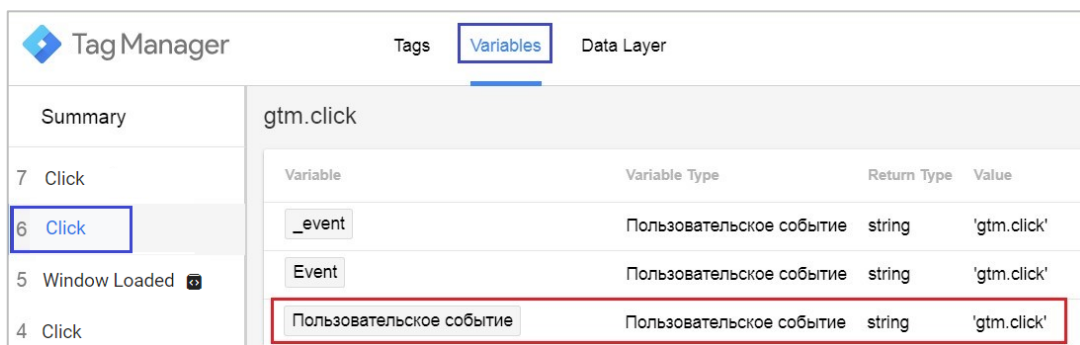 Tag Manager
Tags Variables Data Layer
Summary
gtm.click
7 Click
6 Click
5 Window Loaded
4 Click
Variable Variable Type Return Type Value
_event Пользовательское событие string 'gtm.click'
Event Пользовательское событие string 'gtm.click'
Пользовательское событие Пользовательское событие string 'gtm.click'